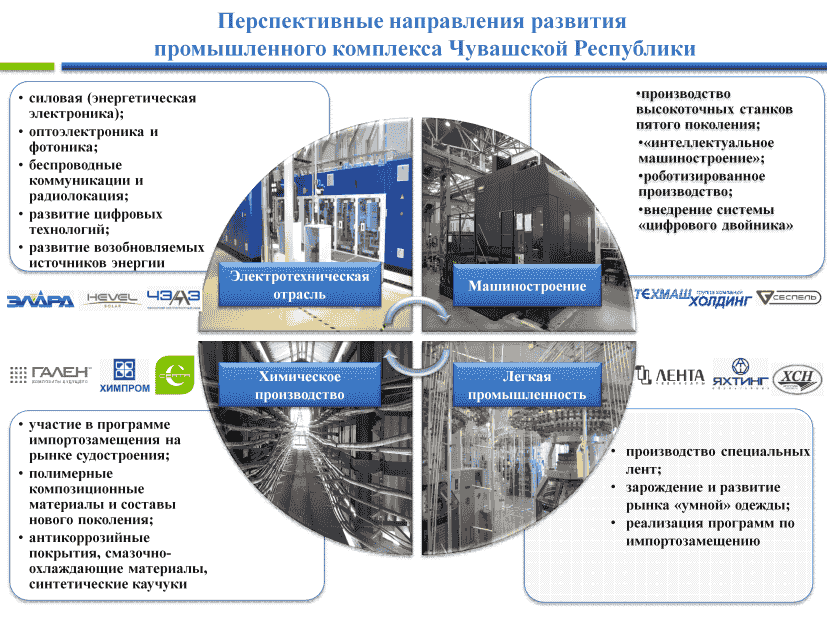 Перспективные направления развития
промышленного комплекса Чувашской Республики
• силовая (энергетическая
электроника);
• оптоэлектроника и
фотоника;
• беспроводные
коммуникации и
радиолокация;
• развитие цифровых
технологий;
• развитие возобновляемых
источников энергии
•производство
высокоточных станков
пятого поколения;
•«интеллектуальное
машиностроение»;
•роботизированное
производство;
•внедрение системы
«цифрового двойника»
Электротехническая
отрасль
Машиностроение
ЭЛАРА
HEVEL
SOLAR
ЧЭАЗ
ТЕХМАШ
ХОЛДИНГ
группа компаний
СЕСПЕЛЬ
ГАЛЕН
ХИМПРОМ
Химическое
производство
Легкая
промышленность
ЛЕНТА
ЯХТИНГ
ХСН
• участие в программе
импортозамещения на
рынке судостроения;
• полимерные
композиционные
материалы и составы
нового поколения;
• антикоррозийные
покрытия, смазочно-
охлаждающие материалы,
синтетические каучуки
• производство специальных
лент;
• зарождение и развитие
рынка «умной» одежды;
• реализация программ по
импортозамещению